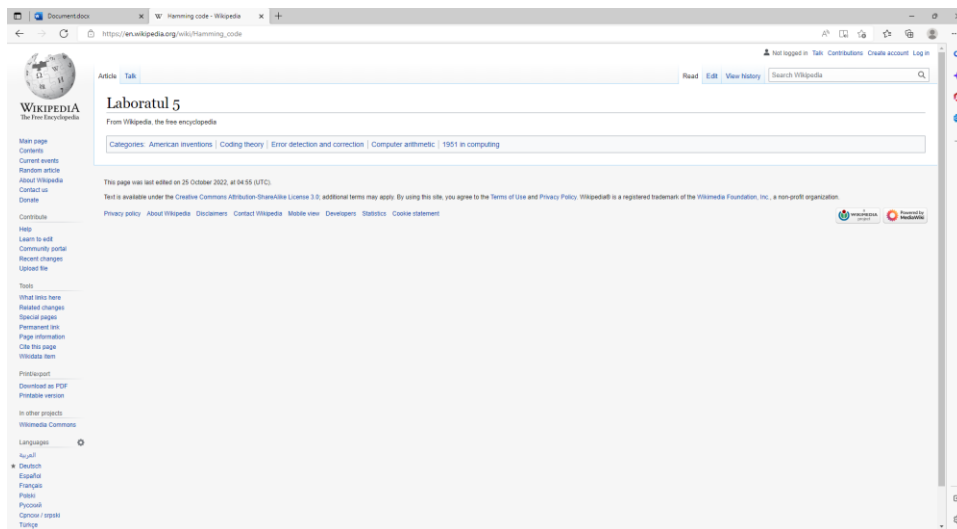 Document.docx
Hamming code - Wikipedia
https://en.wikipedia.org/wiki/Hamming_code
Not logged in Talk Contributions Create account Log in
Article Talk
Read Edit View history Search Wikipedia
WIKIPEDIA
The Free Encyclopedia
Laboratul 5
From Wikipedia, the free encyclopedia
Categories: American inventions | Coding theory | Error detection and correction | Computer arithmetic | 1951 in computing
This page was last edited on 25 October 2022, at 04:55 (UTC).
Text is available under the Creative Commons Attribution-ShareAlike License 3.0; additional terms may apply. By using this site, you agree to the Terms of Use and Privacy Policy. Wikipedia® is a registered trademark of the Wikimedia Foundation, Inc., a non-profit organization.
Privacy policy About Wikipedia Disclaimers Contact Wikipedia Mobile view Developers Statistics Cookie statement
A WIKIMEDIA project
Powered by MediaWiki
Main page
Contents
Current events
Random article
About Wikipedia
Contact us
Donate
Contribute
Help
Learn to edit
Community portal
Recent changes
Upload file
Tools
What links here
Related changes
Special pages
Permanent link
Page information
Cite this page
Wikidata item
Print/export
Download as PDF
Printable version
In other projects
Wikimedia Commons
Languages
العربية
Deutsch
Español
Français
Polski
Русский
Српски / srpski
Türkçe